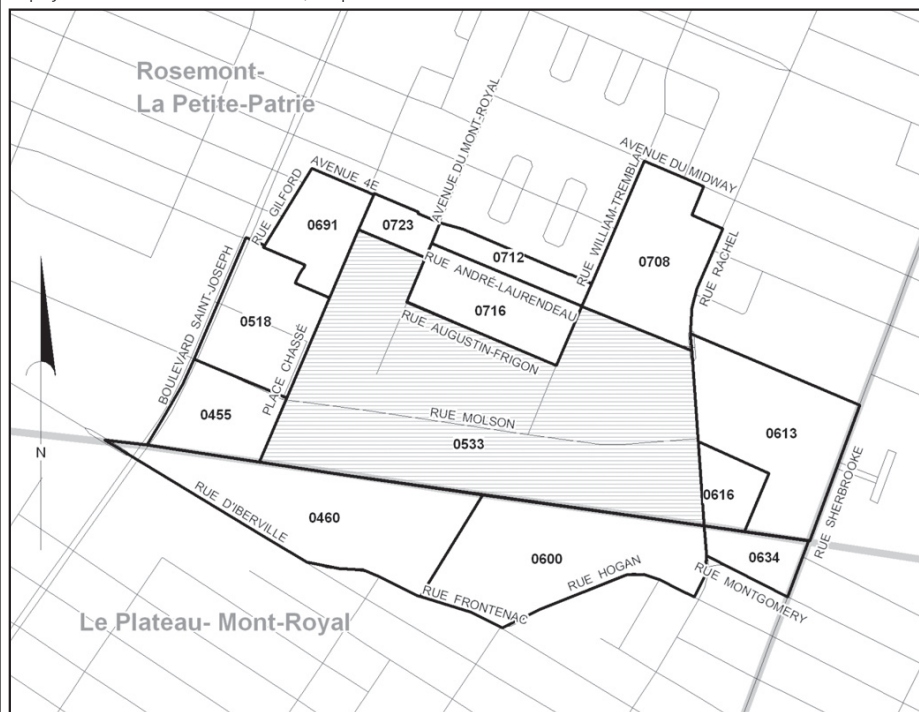 Rosemont-
La Petite-Patrie
AVENUE DU MONT-ROYAL
AVENUE DU MIDWAY
AVENUE 4E
RUE GILFORD
0691
0723
RUE WILLIAM-TREMBLA
0712
0708
RUE RACHEL
RUE ANDRÉ-LAURENDEAU
BOULEVARD SAINT-JOSEPH
0716
0518
RUE AUGUSTIN-FRIGON
PLACE CHASSÉ
0455
RUE MOLSON
0533
0613
N
RUE SHERBROOKE
0616
RUE D'IBERVILLE
0460
0600
0634
RUE HOGAN
RUE MONTGOMERY
RUE FRONTENAC
Le Plateau- Mont-Royal